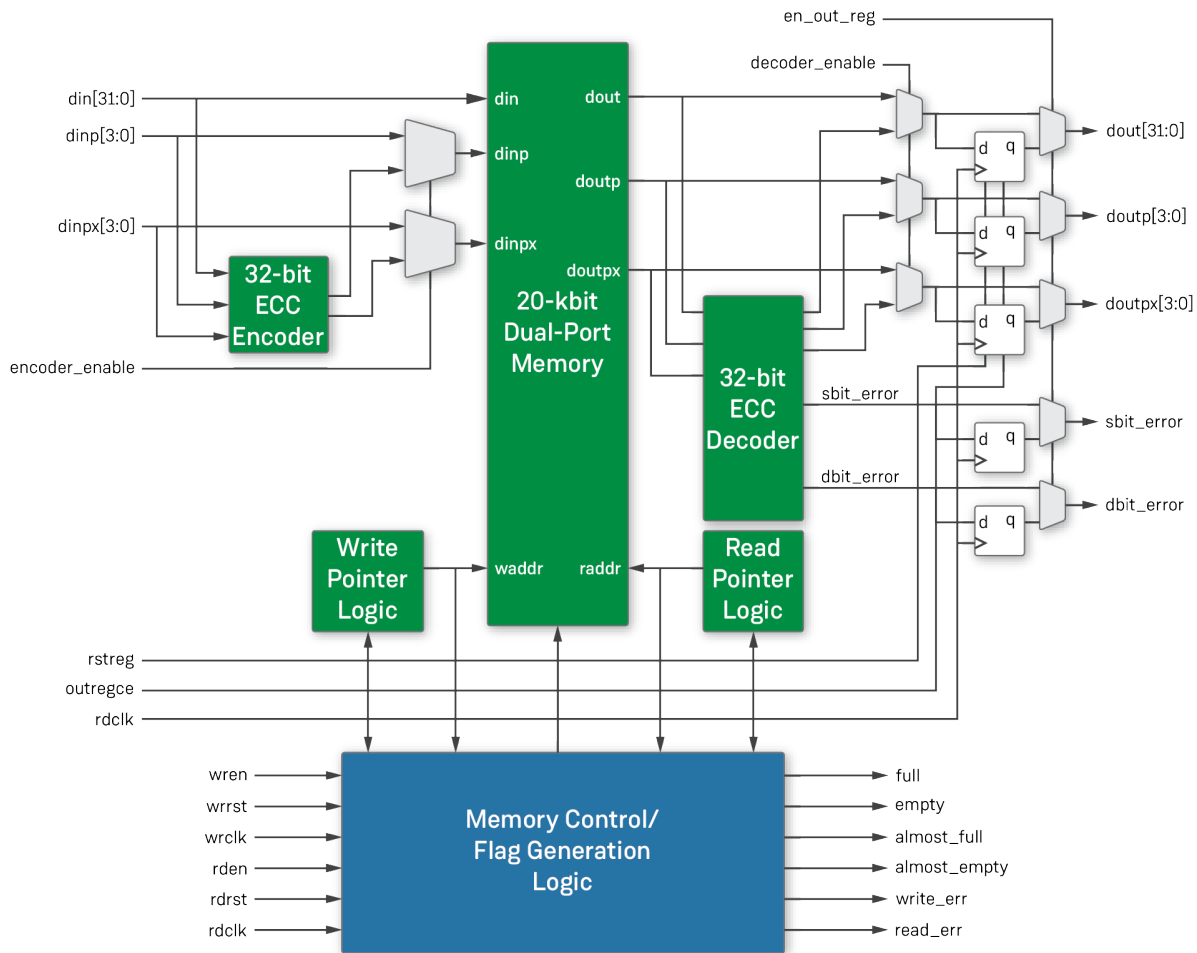 en_out_reg
decoder_enable
din[31:0]
din
dout
dout[31:0]
dinp[3:0]
dinp
d
q
doutp
doutp[3:0]
dinpx[3:0]
dinpx
d
q
doutpx
32-bit
ECC
Encoder
20-kbit
Dual-Port
Memory
doutpx[3:0]
d
q
encoder_enable
32-bit
ECC
Decoder
sbit_error
sbit_error
d
q
dbit_error
dbit_error
d
q
Write
Pointer
Logic
waddr
raddr
Read
Pointer
Logic
rstreg
outregce
rdclk
wren
wrrst
wrclk
rden
rdrst
rdclk
Memory Control/
Flag Generation
Logic
full
empty
almost_full
almost_empty
write_err
read_err